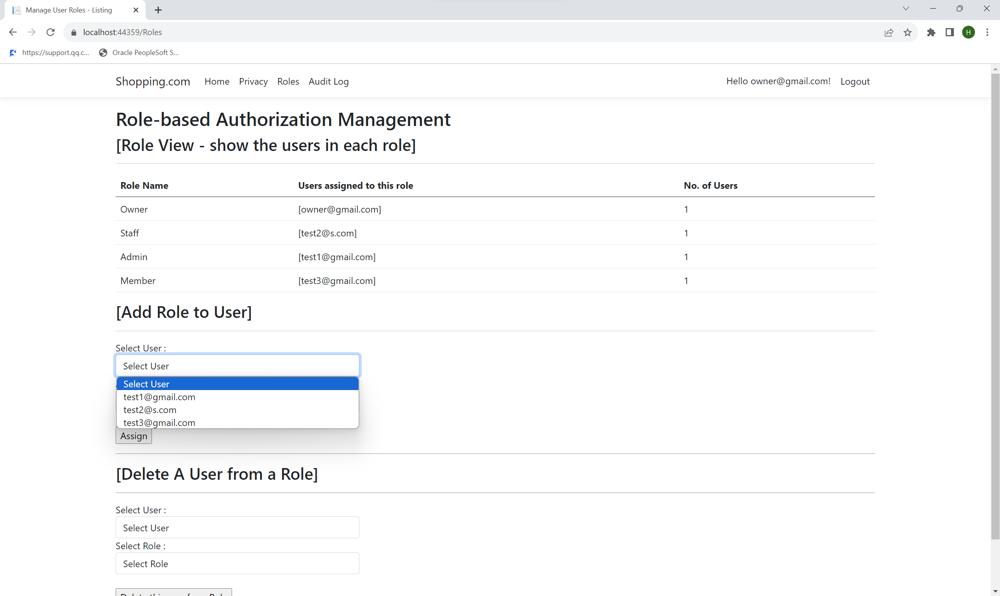 Manage User Roles - Listing
localhost:44359/Roles
H
https://support.qq.c... Oracle PeopleSoft S...
Shopping.com Home Privacy Roles Audit Log Hello owner@gmail.com! Logout
Role-based Authorization Management
[Role View - show the users in each role]
Role Name Users assigned to this role No. of Users
Owner [owner@gmail.com] 1
Staff [test2@s.com] 1
Admin [test1@gmail.com] 1
Member [test3@gmail.com] 1
[Add Role to User]
Select User :
Select User
Select User
test1@gmail.com
test2@s.com
test3@gmail.com
Assign
[Delete A User from a Role]
Select User :
Select User
Select Role :
Select Role